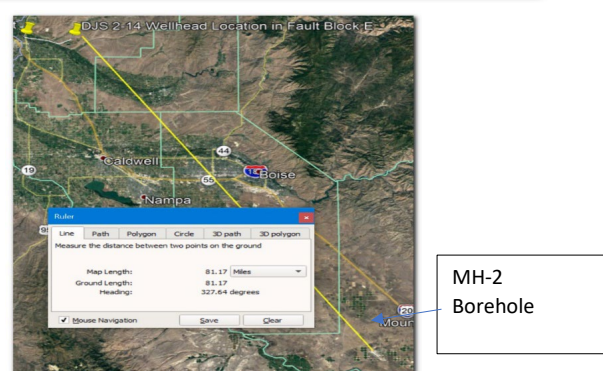 DJS 2-14 Wellhead Location in Fault Block E
44
Caldwell
19
Boise
55
Nampa
Ruler
Line Path Polygon Circle 3D path 3D polygon
Measure the distance between two points on the ground
Map Length: 81.17 Miles
Ground Length: 81.17
Heading: 327.64 degrees
Mouse Navigation Save Clear
MH-2
Borehole
20
Moun